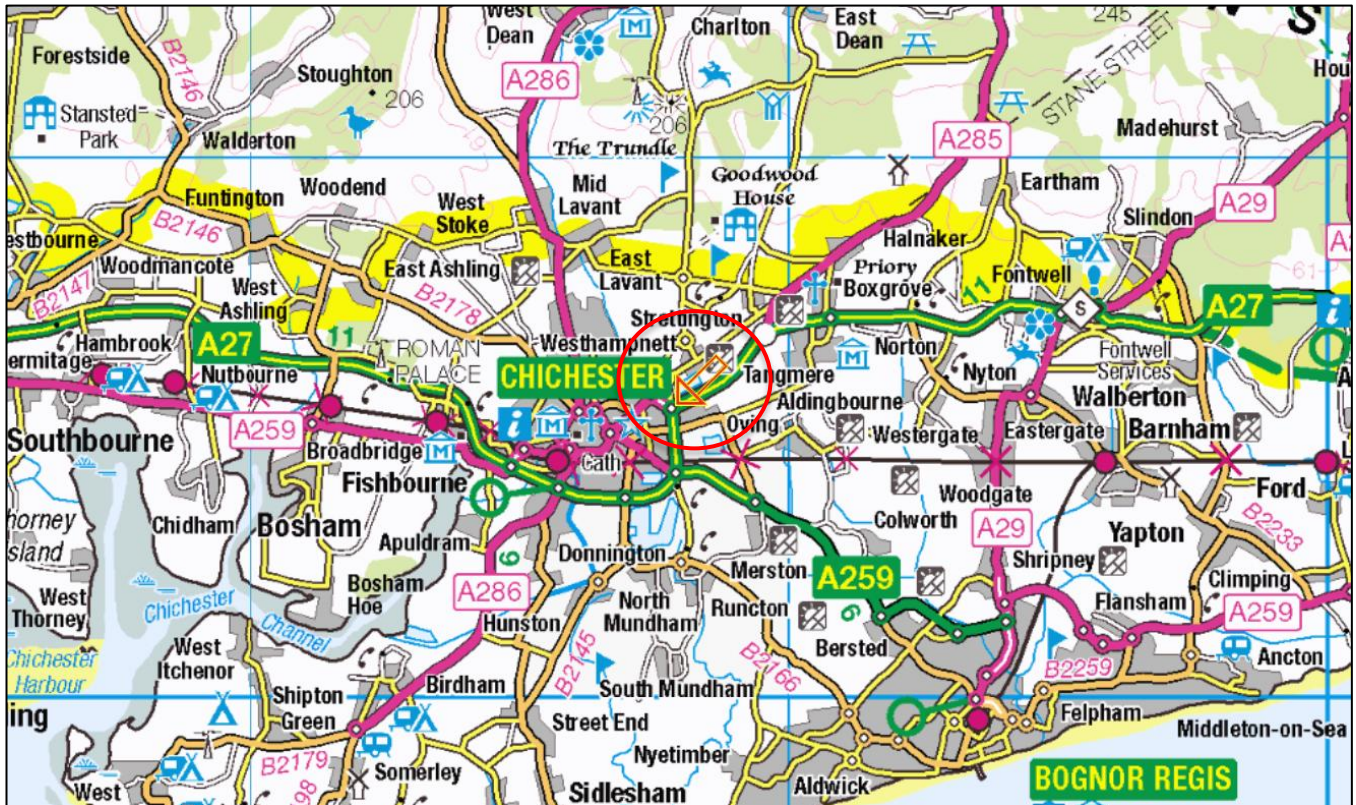 West
Dean
Charlton
East
Dean
245
N
S
Forestside
B2146
Stoughton
206
A286
STANE STREET
Hou
Stansted
Park
Walderton
206
The Trundle
A285
Madehurst
Funtington
Woodend
West
Stoke
Mid
Lavant
Goodwood
House
Eartham
A29
Slindon
estbourne
B2146
Woodmancote
B2147
West
Ashling
East Ashling
B2178
East
Lavant
Halnaker
Priory
Boxgrove
Fontwell
11
61
S
A27
11
ermitage
Hambrook
A27
Nutbourne
ROMAN
PALACE
Strettington
Westhampnett
CHICHESTER
Tangmere
Norton
Nyton
Fontwell
Services
Walberton
Aldingbourne
Southbourne
A259
Broadbridge
Fishbourne
Cath
Oving
Westergate
Eastergate
Barnham
Ford
horney
sland
Chidham
Bosham
Apuldram
Woodgate
Colworth
A29
Yapton
B2233
Donnington
Merston
A259
Shripney
Climping
West
Thorney
Chichester
Channel
Bosham
Hoe
6
A286
Hunston
North
Mundham
Runcton
6
Bersted
Flansham
A259
Chichester
Harbour
West
Itchenor
B2145
B2166
B2259
Ancton
ing
Shipton
Green
Birdham
South Mundham
Felpham
Street End
Middleton-on-Sea
B2179
Somerley
Nyetimber
Aldwick
BOGNOR REGIS
West
98
Sidlesham